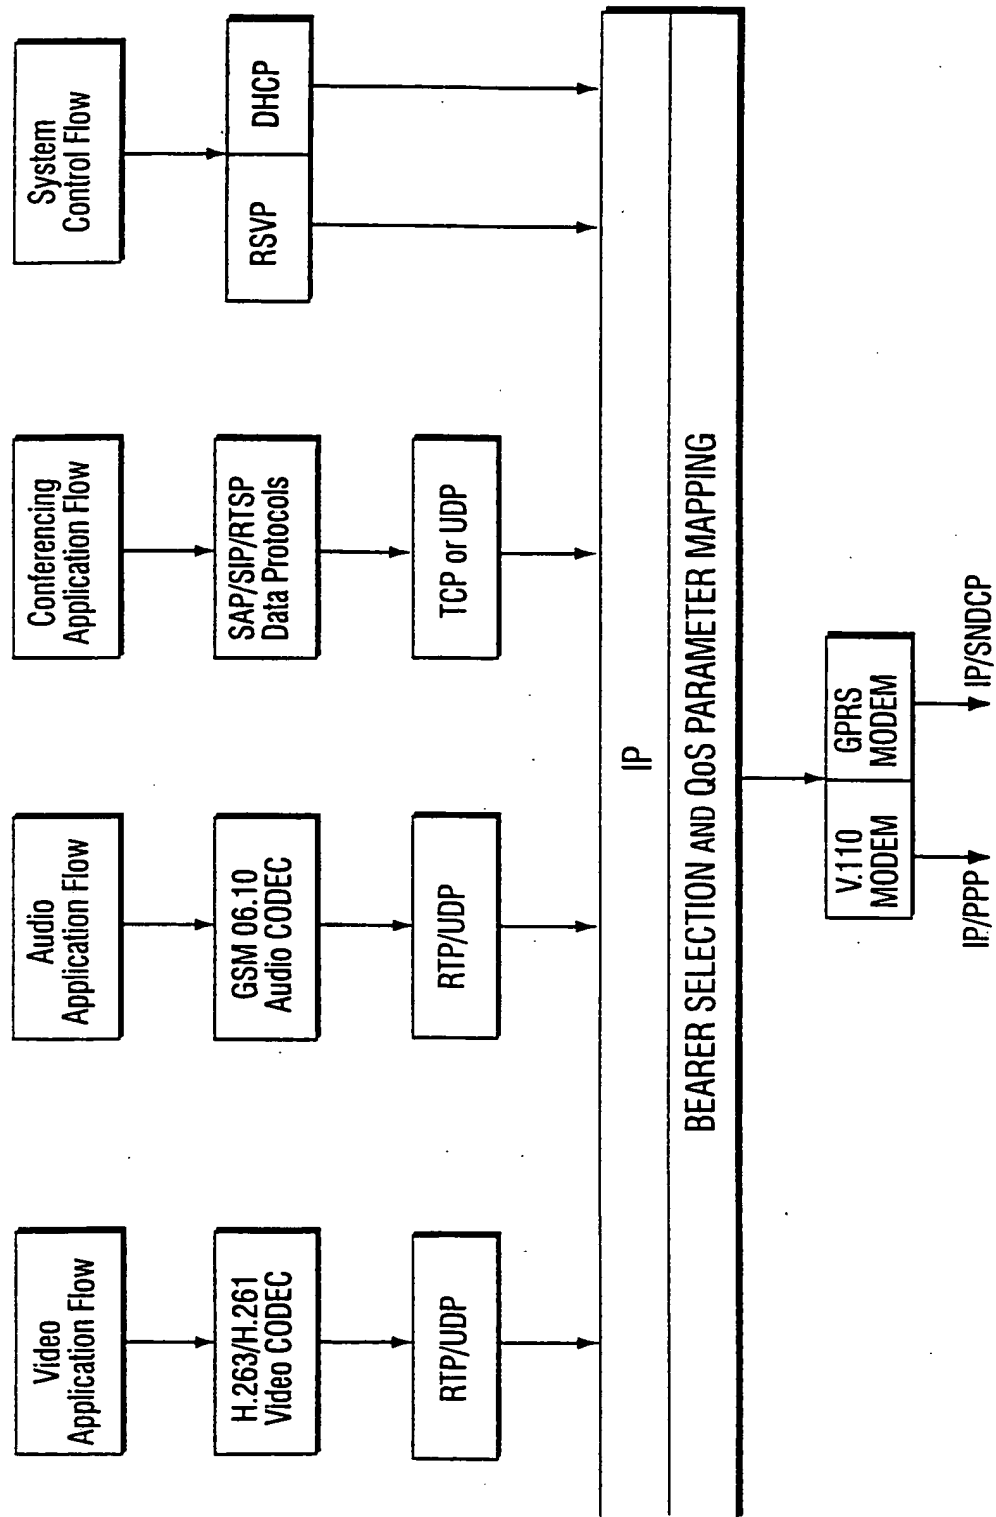 Video
Application Flow
Audio
Application Flow
Conferencing
Application Flow
System
Control Flow
H.263/H.261
Video CODEC
GSM 06.10
Audio CODEC
SAP/SIP/RTSP
Data Protocols
RSVP
DHCP
RTP/UDP
RTP/UDP
TCP or UDP
IP
BEARER SELECTION AND QoS PARAMETER MAPPING
V.110
MODEM
GPRS
MODEM
IP/PPP
IP/SNDCP